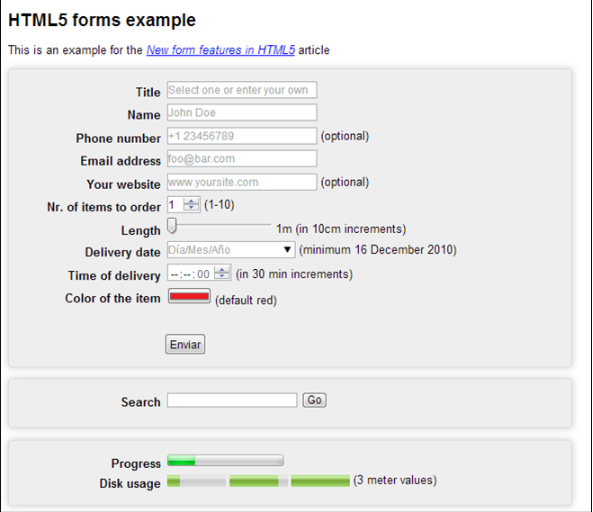 HTML5 forms example
This is an example for the New form features in HTML5 article
Title Select one or enter your own
Name John Doe
Phone number +1 23456789 (optional)
Email address foo@bar.com
Your website www.yoursite.com (optional)
Nr. of items to order 1 (1-10)
Length 1m (in 10cm increments)
Delivery date Día/Mes/Año (minimum 16 December 2010)
Time of delivery --:--:00 (in 30 min increments)
Color of the item (default red)
Enviar
Search Go
Progress
Disk usage (3 meter values)